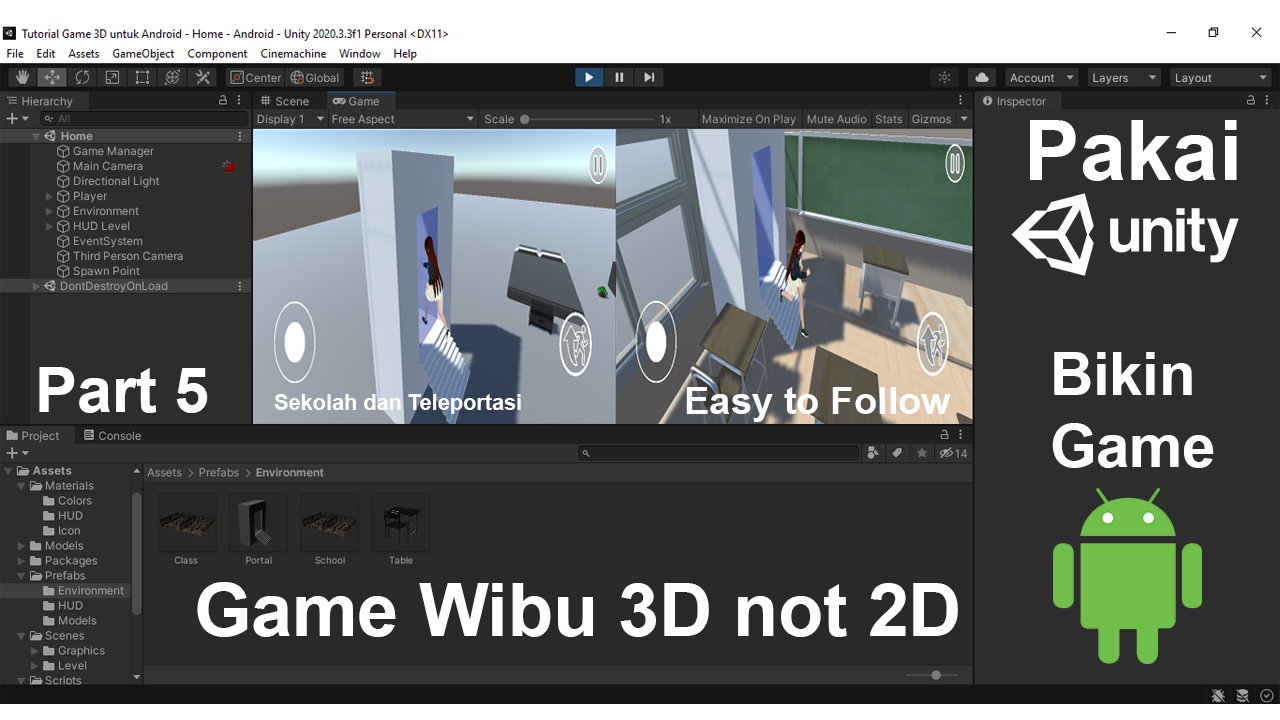 Tutorial Game 3D untuk Android - Home - Android - Unity 2020.3.3f1 Personal <DX11>
File Edit Assets GameObject Component Cinemachine Window Help
Center Global Account Layers Layout
Hierarchy
All
Home
Game Manager
Main Camera
Directional Light
Player
Environment
HUD Level
EventSystem
Third Person Camera
Spawn Point
DontDestroyOnLoad
Part 5
Scene Game
Display 1 Free Aspect Scale 1x Maximize On Play Mute Audio Stats Gizmos
Sekolah dan Teleportasi
Easy to Follow
Inspector
Pakai
unity
Bikin
Game
Project Console
14
Assets
Materials
Colors
HUD
Icon
Models
Packages
Prefabs
Environment
HUD
Models
Scenes
Graphics
Level
Scripts
Assets > Prefabs > Environment
Class Portal School Table
Game Wibu 3D not 2D